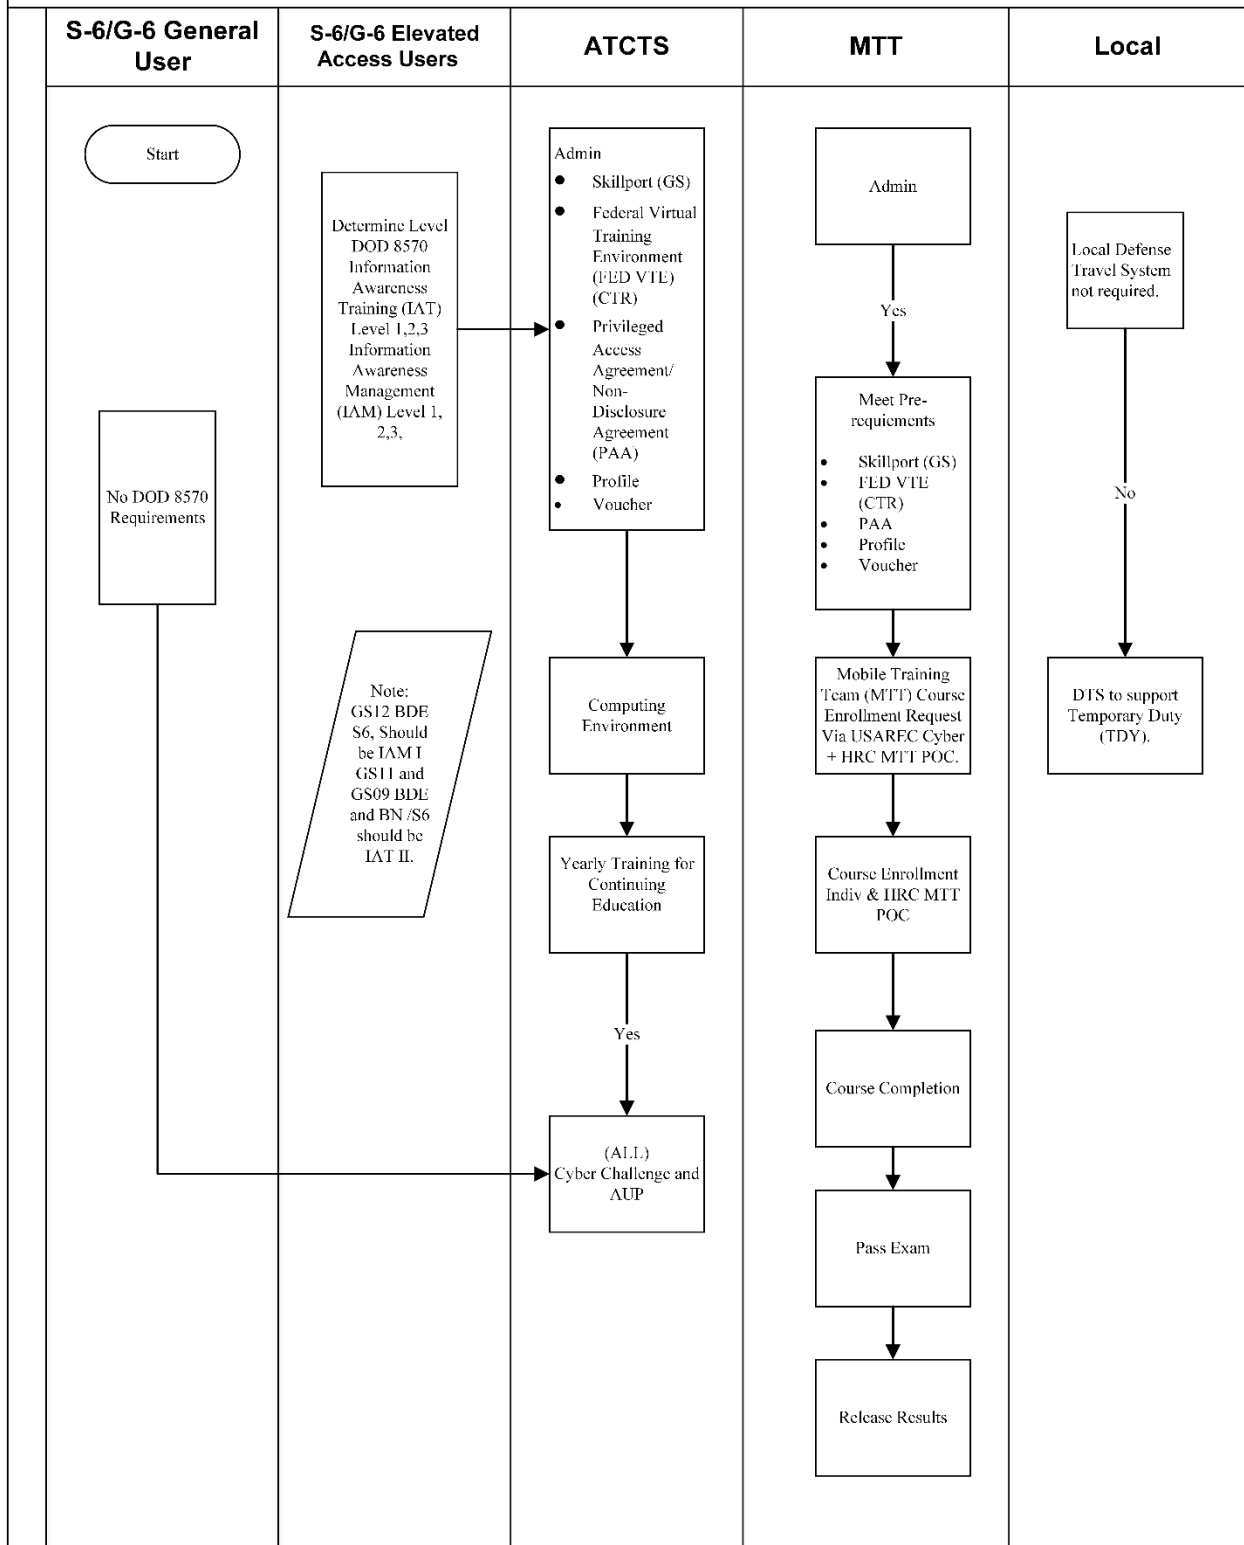 S-6/G-6 General
User
S-6/G-6 Elevated
Access Users
ATCTS
MTT
Local
Start
No DOD 8570
Requirements
Determine Level
DOD 8570
Information
Awareness
Training (IAT)
Level 1,2,3
Information
Awareness
Management
(IAM) Level 1,
2,3,
Note:
GS12 BDE
S6, Should
be IAM I
GS11 and
GS09 BDE
and BN /S6
should be
IAT II.
Admin
● Skillport (GS)
● Federal Virtual
Training
Environment
(FED VTE)
(CTR)
● Privileged
Access
Agreement/
Non-
Disclosure
Agreement
(PAA)
● Profile
● Voucher
Computing
Environment
Yearly Training for
Continuing
Education
Yes
(ALL)
Cyber Challenge and
AUP
Admin
Yes
Meet Pre-
requiements
● Skillport (GS)
● FED VTE
(CTR)
● PAA
● Profile
● Voucher
Mobile Training
Team (MTT) Course
Enrollment Request
Via USAREC Cyber
+ HRC MTT POC.
Course Enrollment
Indiv & HRC MTT
POC
Course Completion
Pass Exam
Release Results
Local Defense
Travel System
not required.
No
DTS to support
Temporary Duty
(TDY).